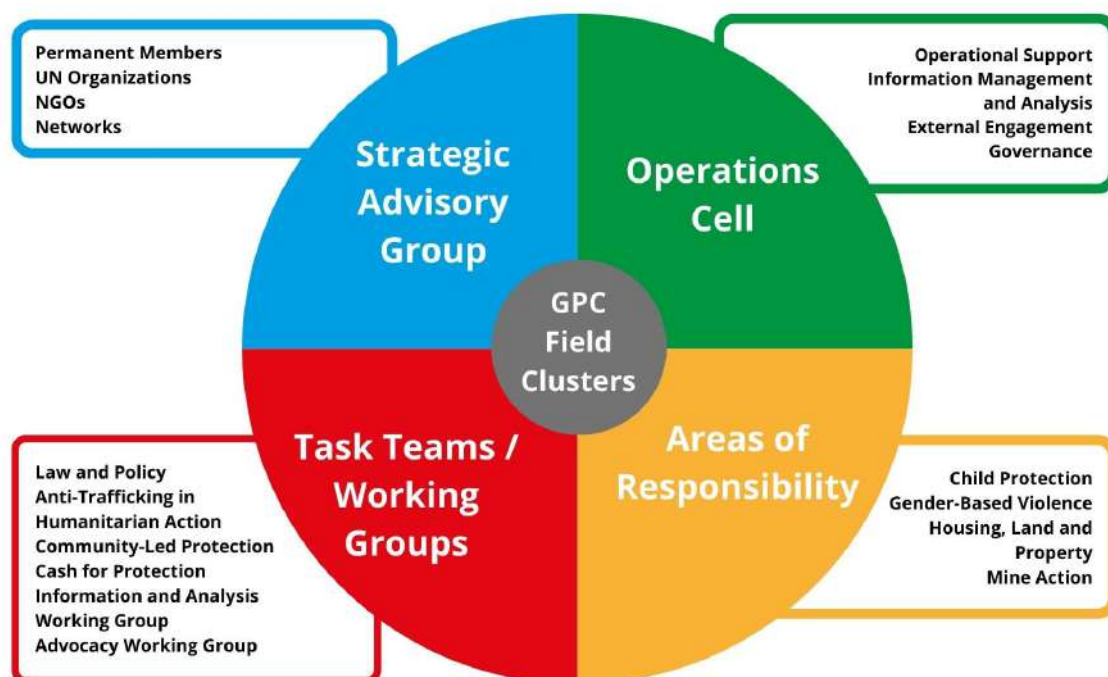 Permanent Members
UN Organizations
NGOs
Networks
Strategic
Advisory
Group
Operations
Cell
Operational Support
Information Management
and Analysis
External Engagement
Governance
GPC
Field
Clusters
Task Teams /
Working
Groups
Law and Policy
Anti-Trafficking in
Humanitarian Action
Community-Led Protection
Cash for Protection
Information and Analysis
Working Group
Advocacy Working Group
Areas of
Responsibility
Child Protection
Gender-Based Violence
Housing, Land and
Property
Mine Action